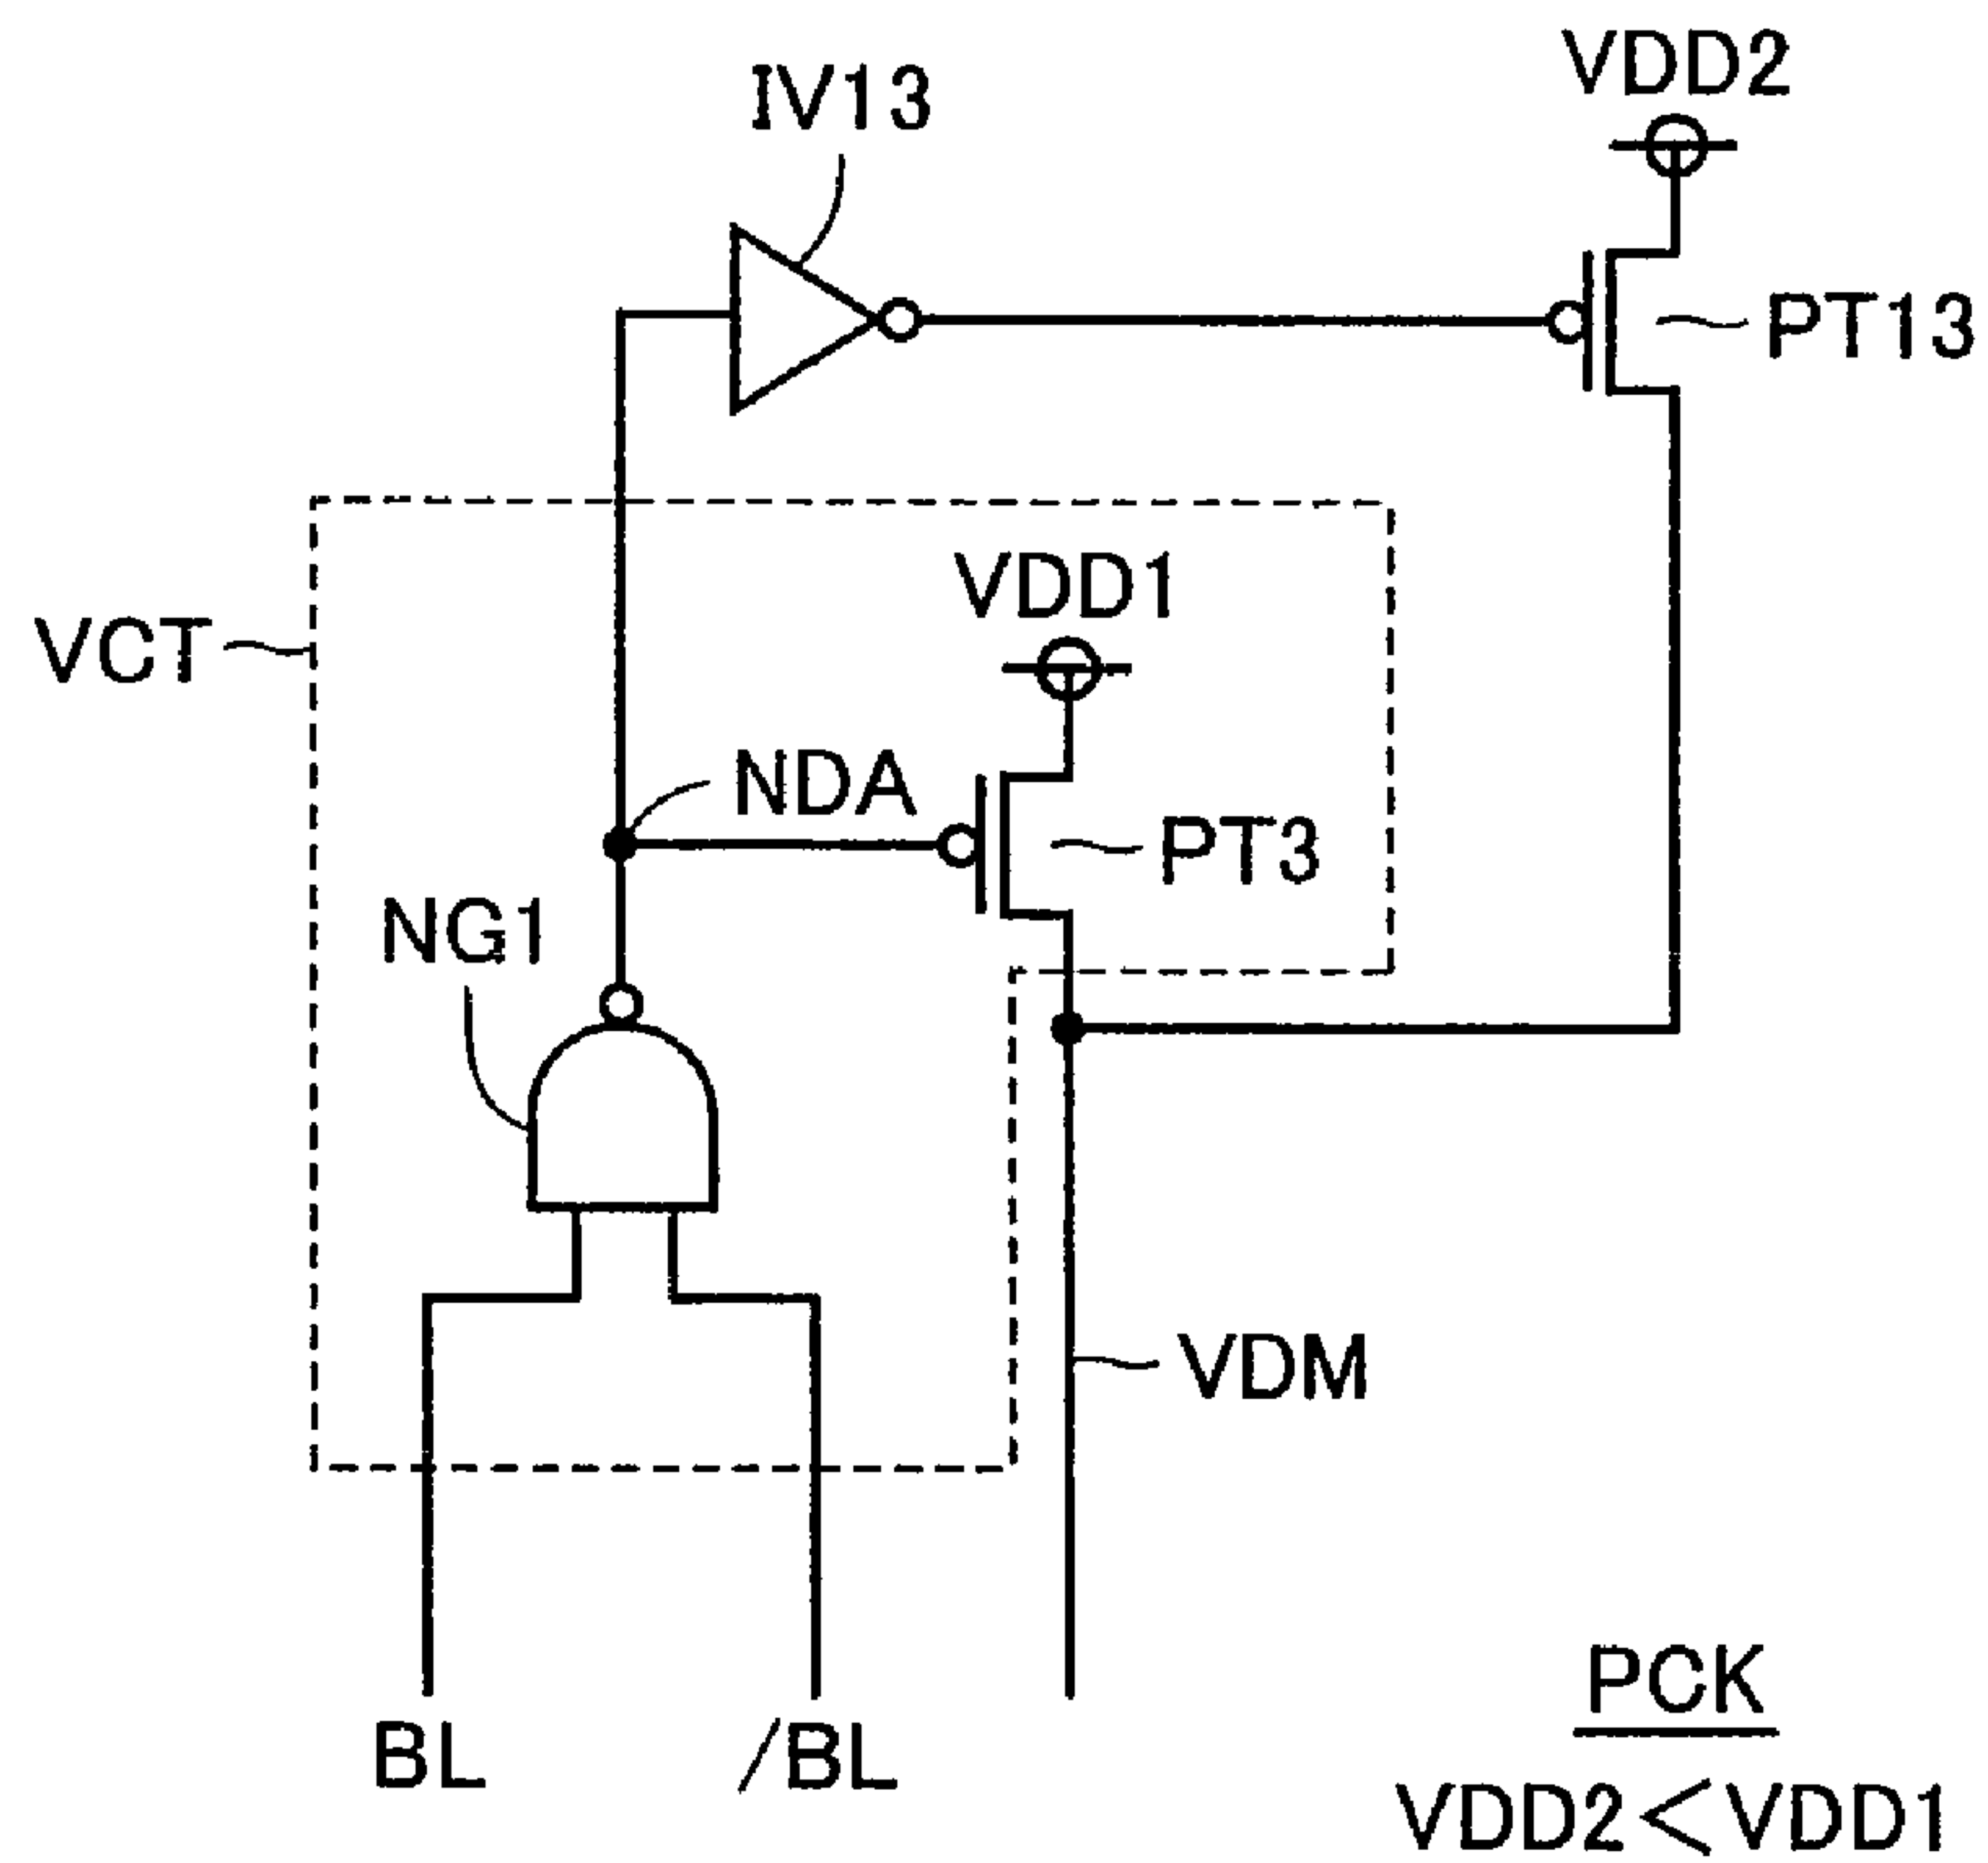 VDD2
IV13
PT13
VDD1
VCT
NDA
PT3
NG1
VDM
PCK
BL
/BL
VDD2<VDD1